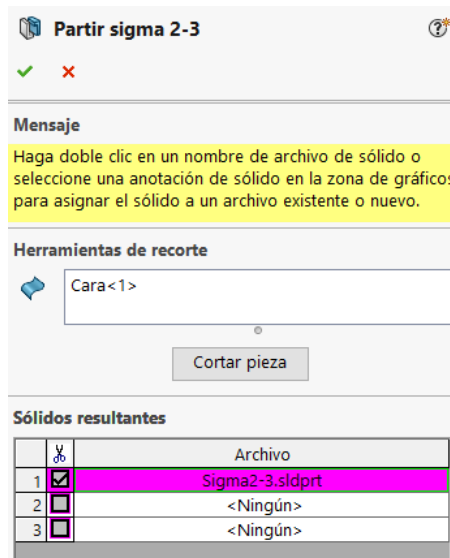 Partir sigma 2-3
Mensaje
Haga doble clic en un nombre de archivo de sólido o
seleccione una anotación de sólido en la zona de gráficos
para asignar el sólido a un archivo existente o nuevo.
Herramientas de recorte
Cara<1>
Cortar pieza
Sólidos resultantes
Archivo
1 Sigma2-3.sldprt
2 <Ningún>
3 <Ningún>